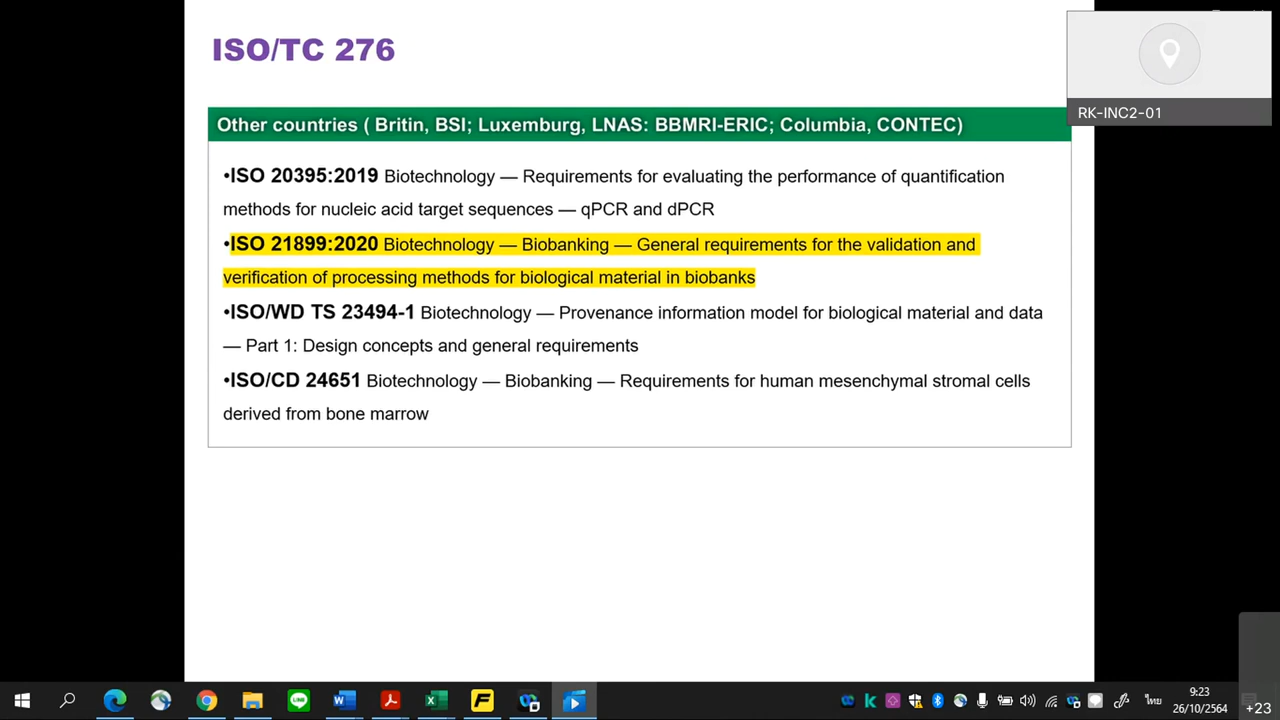 ISO/TC 276
RK-INC2-01
Other countries ( Britin, BSI; Luxemburg, LNAS: BBMRI-ERIC; Columbia, CONTEC)
•ISO 20395:2019 Biotechnology — Requirements for evaluating the performance of quantification
methods for nucleic acid target sequences — qPCR and dPCR
•ISO 21899:2020 Biotechnology — Biobanking — General requirements for the validation and
verification of processing methods for biological material in biobanks
•ISO/WD TS 23494-1 Biotechnology — Provenance information model for biological material and data
— Part 1: Design concepts and general requirements
•ISO/CD 24651 Biotechnology — Biobanking — Requirements for human mesenchymal stromal cells
derived from bone marrow
ไทย
9:23
26/10/2564
+23